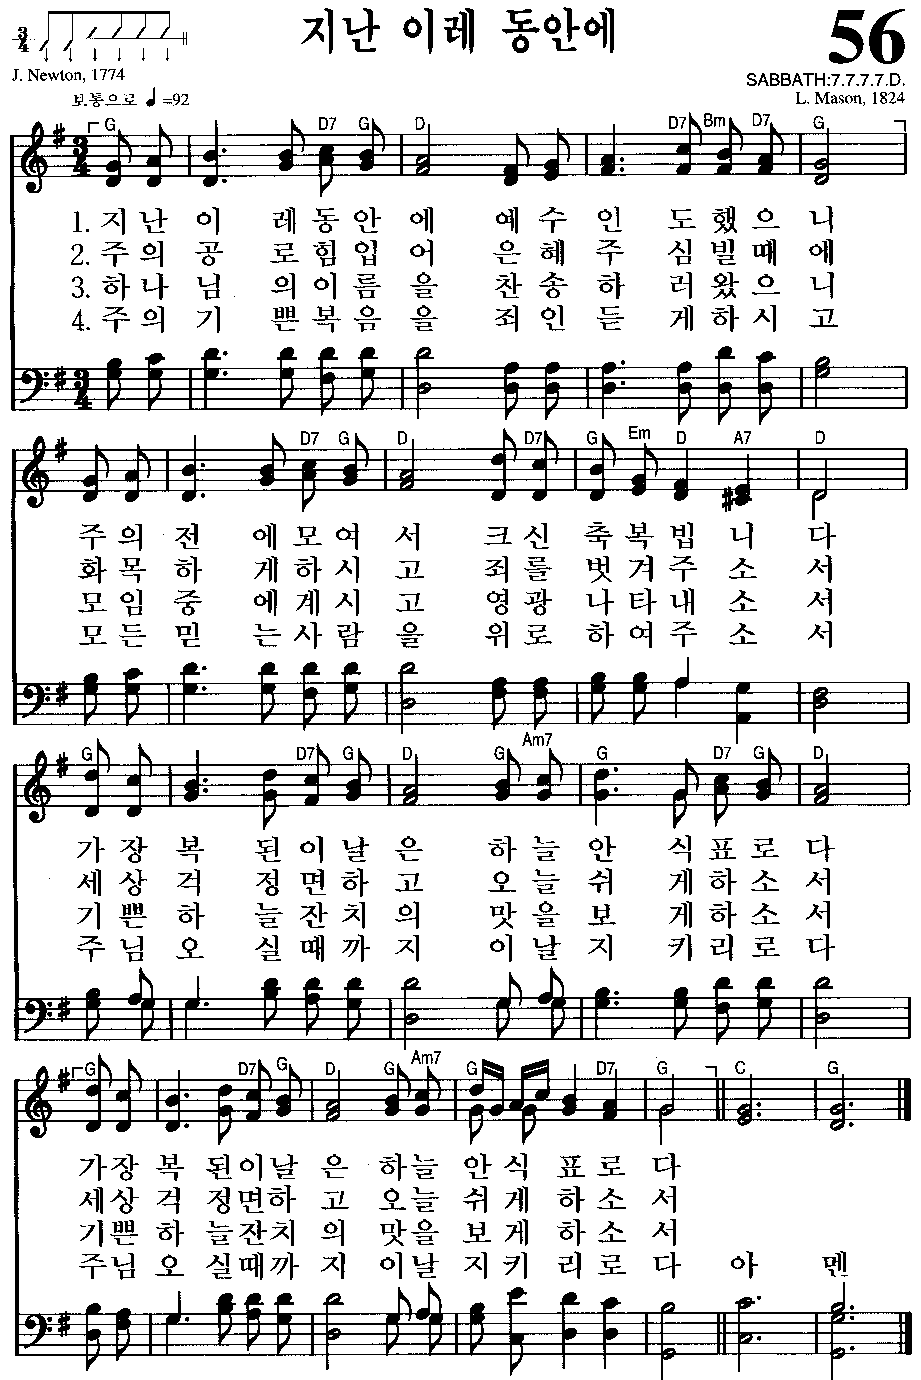 지난 이레 동안에
56
3/4
J. Newton, 1774
SABBATH:7.7.7.7.D.
보통으로 ♩=92
L. Mason, 1824
G D7 G D D7 Bm D7 G
3/4
1. 지난 이 레동안 에 예수 인 도했으니
2. 주의 공 로힘입 어 은혜 주 심빌때에
3. 하나님 의이름 을 찬송하 러왔으니
4. 주의 기 쁜복음 을 죄인 듣 게하시고
3/4
D7 G D D7 G Em D A7 D
주의 전 에모여 서 크신 축복빕니 다
화목하 게하시 고 죄를 벗겨주소 서
모임 중 에계시 고 영광 나타내소 서
모든 믿 는사람 을 위로 하여주소 서
G D7 G D G Am7 G D7 G D
가장 복 된이날 은 하늘 안 식표로다
세상 걱 정면하 고 오늘 쉬 게하소서
기쁜 하 늘잔치 의 맛을 보 게하소서
주님 오 실때까 지 이날 지 키리로다
G D7 G D G Am7 G D7 G C G
가장 복 된이날 은 하늘 안식 표로 다
세상 걱 정면하 고 오늘 쉬게 하소 서
기쁜 하 늘잔치 의 맛을 보게 하소 서
주님 오 실때까 지 이날 지키 리로 다 아 멘